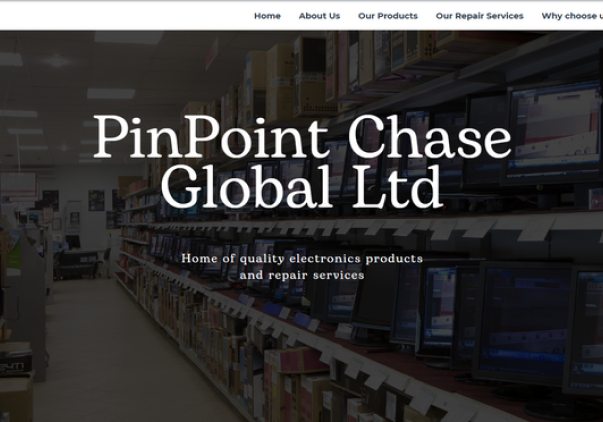 Home About Us Our Products Our Repair Services Why choose u
PinPoint Chase
Global Ltd
Home of quality electronics products
and repair services